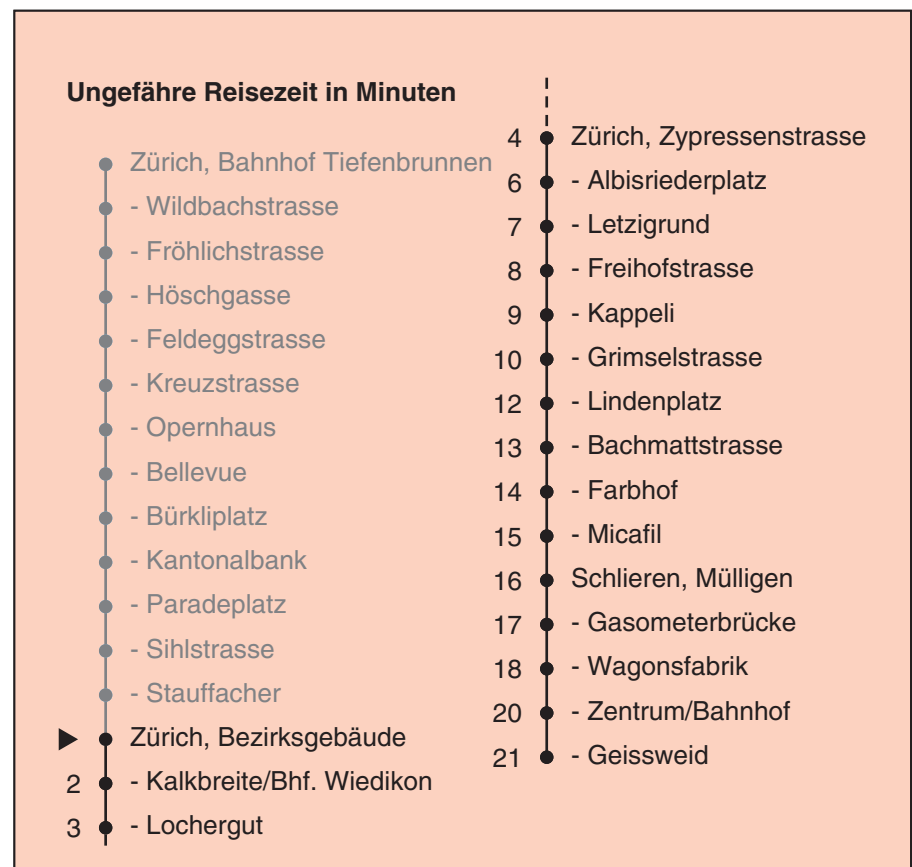 Ungefähre Reisezeit in Minuten
Zürich, Bahnhof Tiefenbrunnen
- Wildbachstrasse
- Fröhlichstrasse
- Höschgasse
- Feldeggstrasse
- Kreuzstrasse
- Opernhaus
- Bellevue
- Bürkliplatz
- Kantonalbank
- Paradeplatz
- Sihlstrasse
- Stauffacher
Zürich, Bezirksgebäude
2 - Kalkbreite/Bhf. Wiedikon
3 - Lochergut
4 Zürich, Zypressenstrasse
6 - Albisriederplatz
7 - Letzigrund
8 - Freihofstrasse
9 - Kappeli
10 - Grimselstrasse
12 - Lindenplatz
13 - Bachmattstrasse
14 - Farbhof
15 - Micafil
16 Schlieren, Mülligen
17 - Gasometerbrücke
18 - Wagonsfabrik
20 - Zentrum/Bahnhof
21 - Geissweid